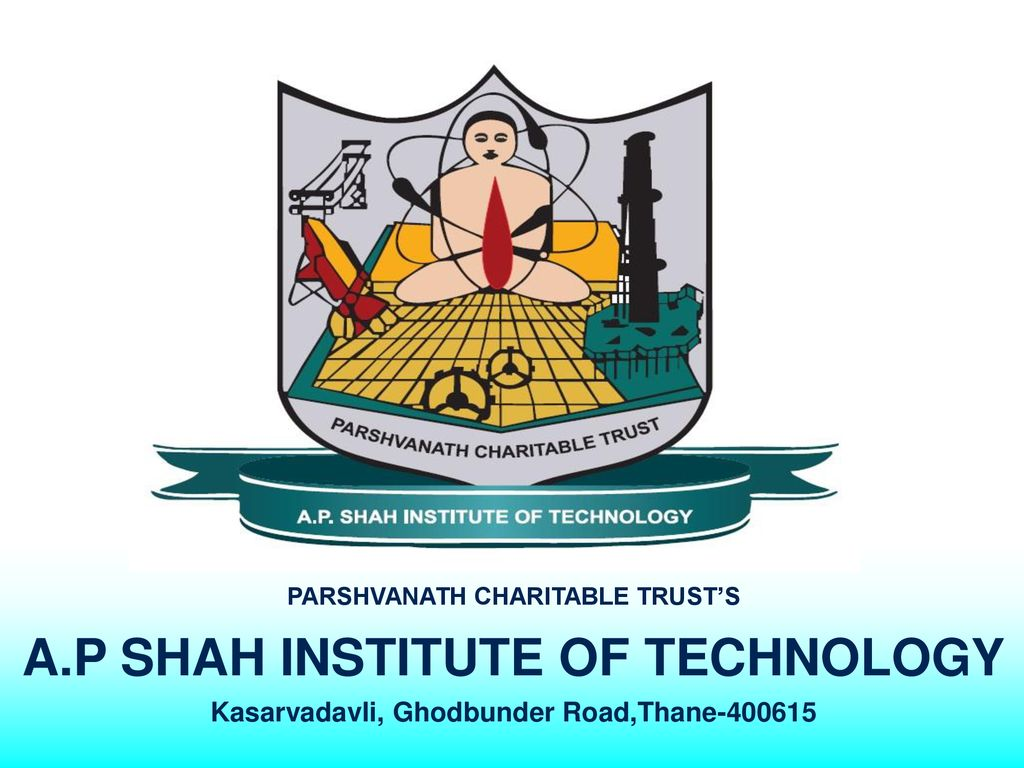 PARSHVANATH CHARITABLE TRUST
A.P. SHAH INSTITUTE OF TECHNOLOGY
PARSHVANATH CHARITABLE TRUST’S
A.P SHAH INSTITUTE OF TECHNOLOGY
Kasarvadavli, Ghodbunder Road,Thane-400615